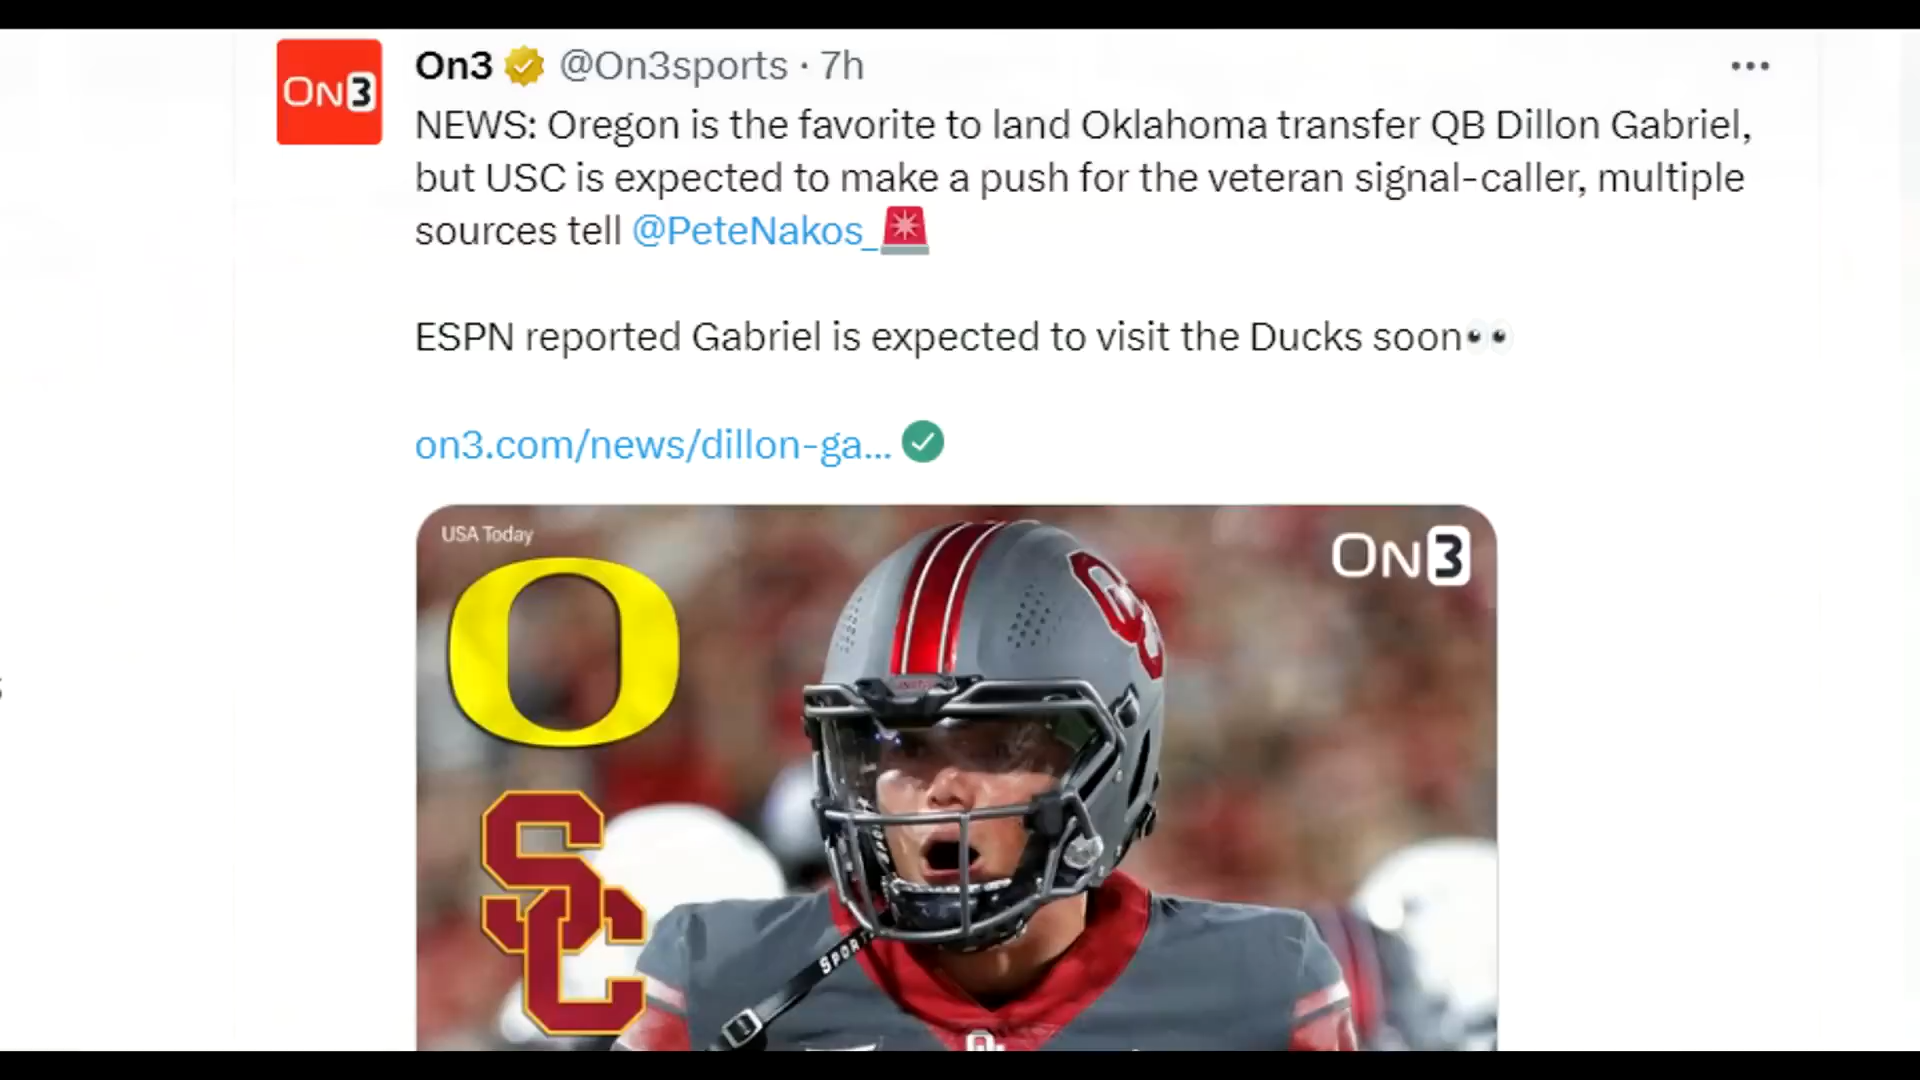 On3 @On3sports · 7h
ON3
NEWS: Oregon is the favorite to land Oklahoma transfer QB Dillon Gabriel,
but USC is expected to make a push for the veteran signal-caller, multiple
sources tell @PeteNakos_🚨
ESPN reported Gabriel is expected to visit the Ducks soon👀
on3.com/news/dillon-ga...
USA Today
ON3
O
SC
SPORT